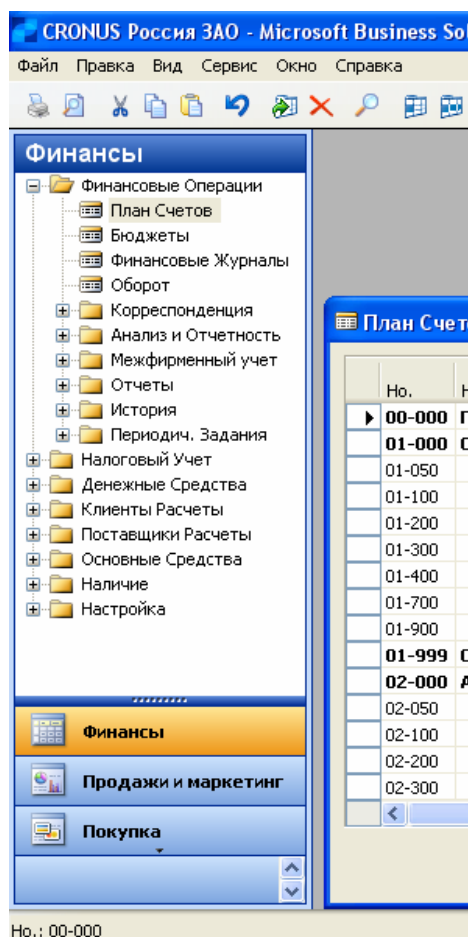 CRONUS Россия ЗАО - Microsoft Business Sol
Файл Правка Вид Сервис Окно Справка
Финансы
Финансовые Операции
План Счетов
Бюджеты
Финансовые Журналы
Оборот
Корреспонденция
Анализ и Отчетность
Межфирменный учет
Отчеты
История
Периодич. Задания
Налоговый Учет
Денежные Средства
Клиенты Расчеты
Поставщики Расчеты
Основные Средства
Наличие
Настройка
Финансы
Продажи и маркетинг
Покупка
План Счет
Но.
00-000
01-000
01-050
01-100
01-200
01-300
01-400
01-700
01-900
01-999
02-000
02-050
02-100
02-200
02-300
Но.: 00-000